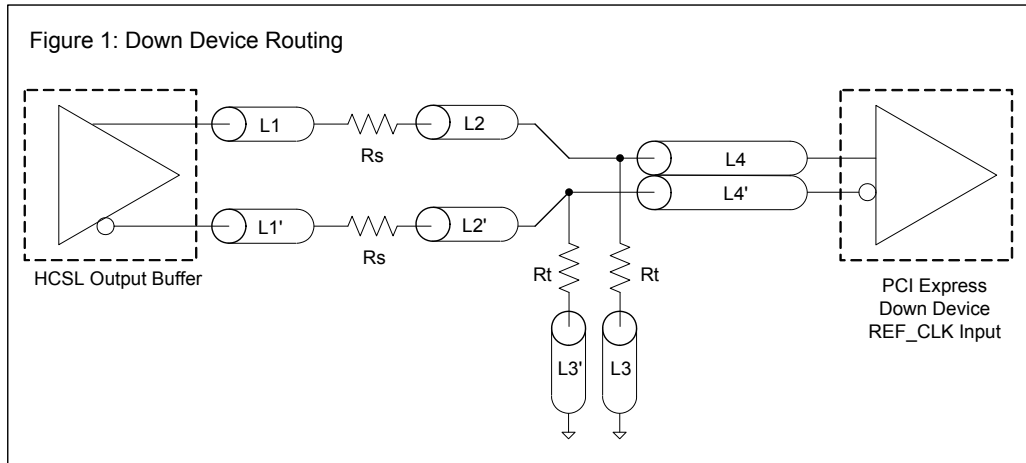 Figure 1: Down Device Routing
L1
Rs
L2
L4
L4'
L1'
Rs
L2'
HCSL Output Buffer
Rt
Rt
L3'
L3
PCI Express
Down Device
REF_CLK Input